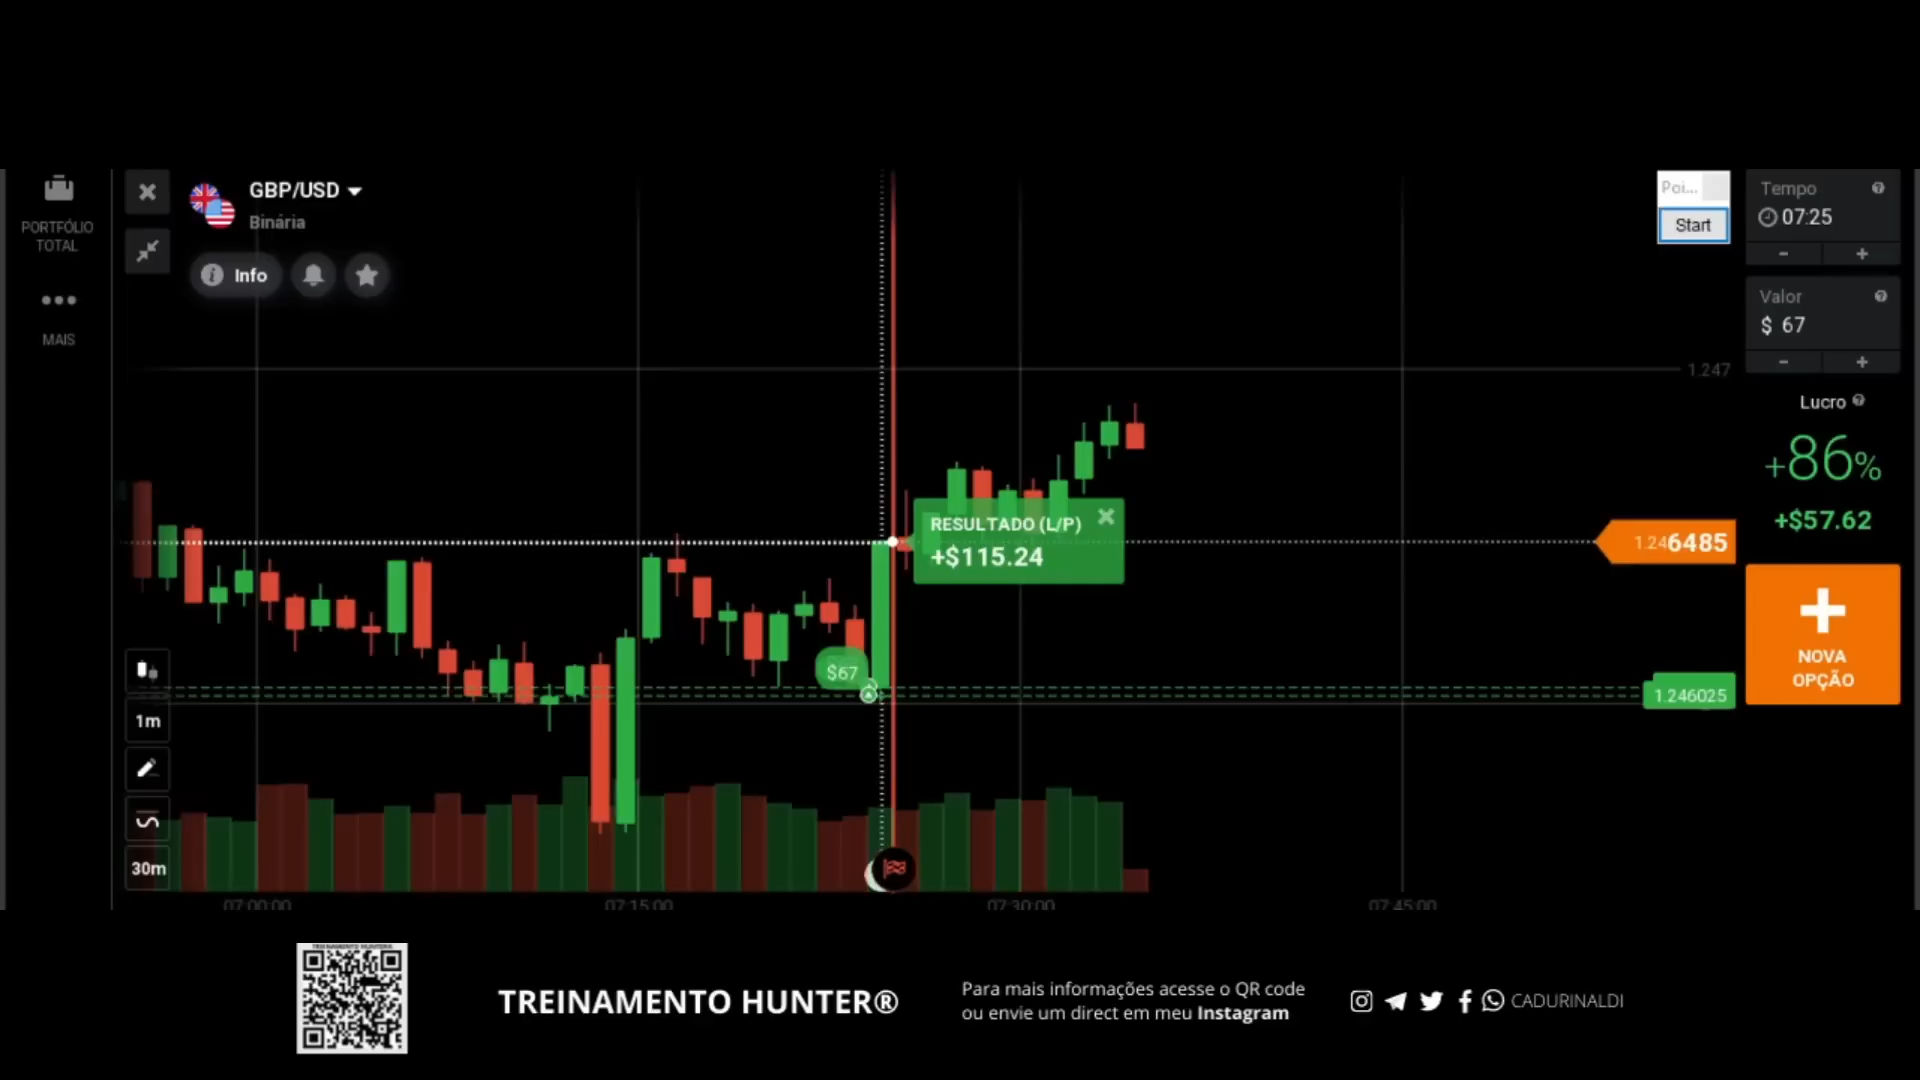 PORTFÓLIO
TOTAL
MAIS
GBP/USD
Binária
Info
Poi...
Start
Tempo
07:25
- +
Valor
$ 67
- +
Lucro
+86%
+$57.62
NOVA
OPÇÃO
1.247
1.246485
1.246025
RESULTADO (L/P)
+$115.24
$67
1m
30m
07:00:00
07:15:00
07:30:00
07:45:00
TREINAMENTO HUNTER®
Para mais informações acesse o QR code
ou envie um direct em meu Instagram
CADURINALDI